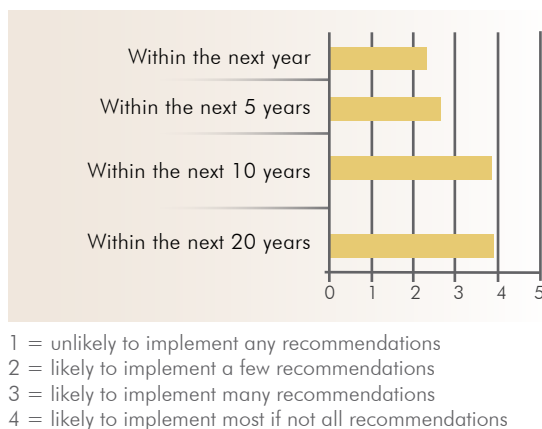 Within the next year
Within the next 5 years
Within the next 10 years
Within the next 20 years
0 1 2 3 4 5
1 = unlikely to implement any recommendations
2 = likely to implement a few recommendations
3 = likely to implement many recommendations
4 = likely to implement most if not all recommendations